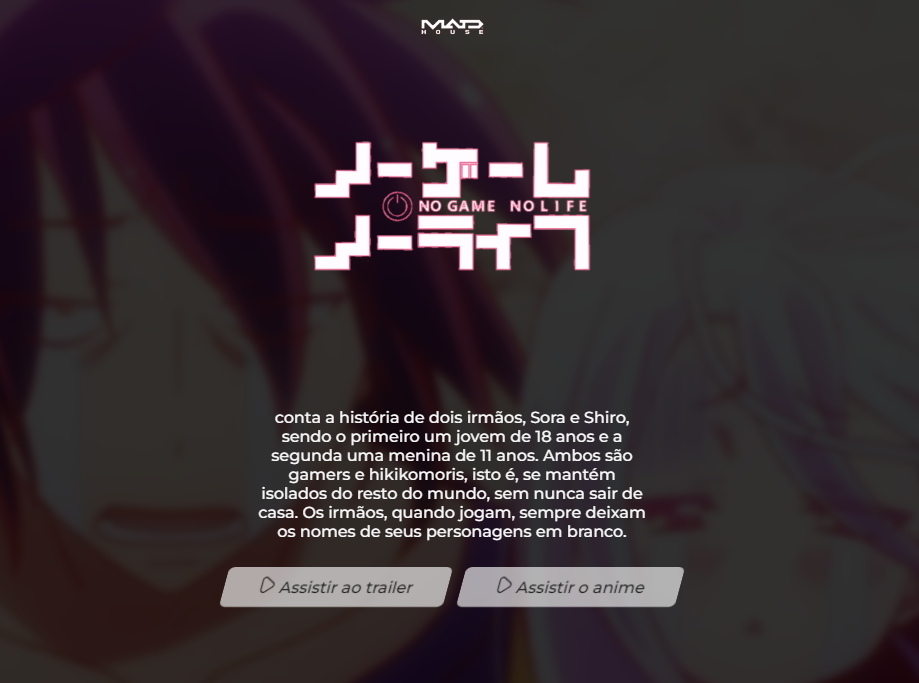 MAD
HOUSE
ノーゲーム
NO GAME NO LIFE
ノーライフ
conta a história de dois irmãos, Sora e Shiro,
sendo o primeiro um jovem de 18 anos e a
segunda uma menina de 11 anos. Ambos são
gamers e hikikomoris, isto é, se mantém
isolados do resto do mundo, sem nunca sair de
casa. Os irmãos, quando jogam, sempre deixam
os nomes de seus personagens em branco.
Assistir ao trailer
Assistir o anime